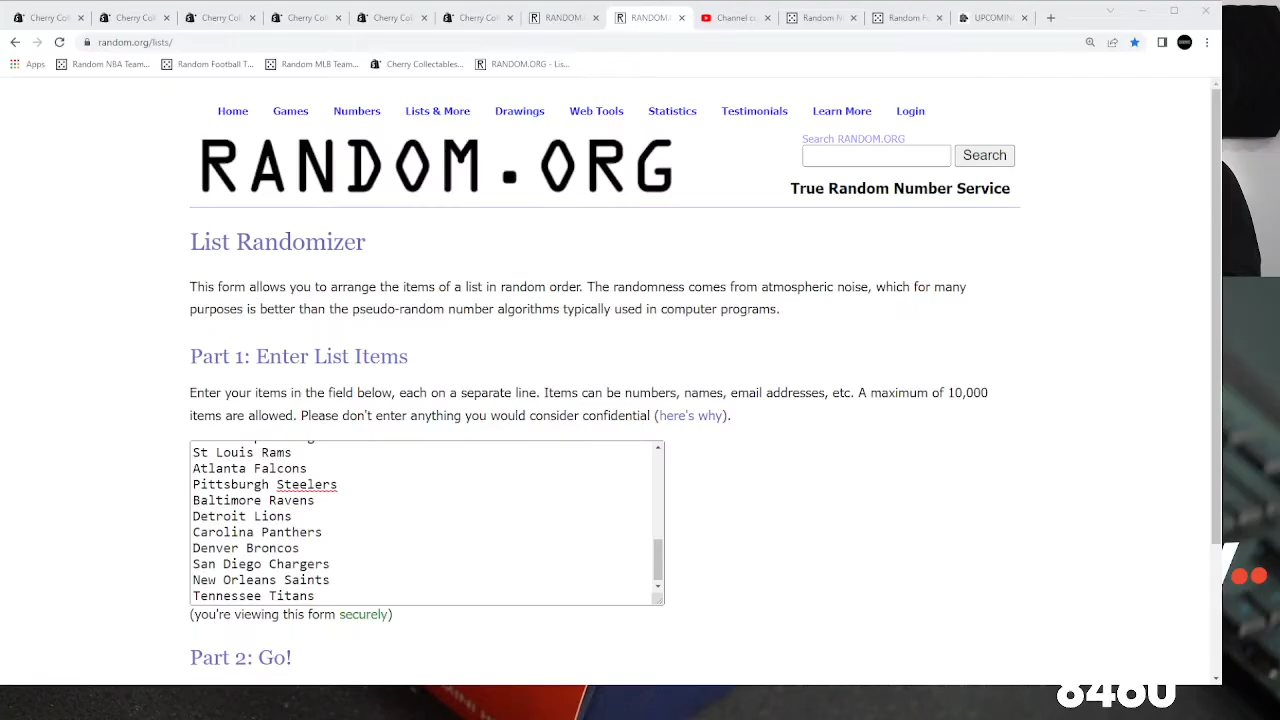 Cherry Coll
Cherry Coll
Cherry Coll
Cherry Coll
Cherry Coll
Cherry Coll
RANDOM.
RANDOM.
Channel c
Random N
Random F
UPCOMIN
random.org/lists/
Apps
Random NBA Team...
Random Football T...
Random MLB Team...
Cherry Collectables...
RANDOM.ORG - Lis...
Home Games Numbers Lists & More Drawings Web Tools Statistics Testimonials Learn More Login
RANDOM.ORG
Search RANDOM.ORG
Search
True Random Number Service
List Randomizer
This form allows you to arrange the items of a list in random order. The randomness comes from atmospheric noise, which for many
purposes is better than the pseudo-random number algorithms typically used in computer programs.
Part 1: Enter List Items
Enter your items in the field below, each on a separate line. Items can be numbers, names, email addresses, etc. A maximum of 10,000
items are allowed. Please don't enter anything you would consider confidential (here's why).
St Louis Rams
Atlanta Falcons
Pittsburgh Steelers
Baltimore Ravens
Detroit Lions
Carolina Panthers
Denver Broncos
San Diego Chargers
New Orleans Saints
Tennessee Titans
(you're viewing this form securely)
Part 2: Go!
8480